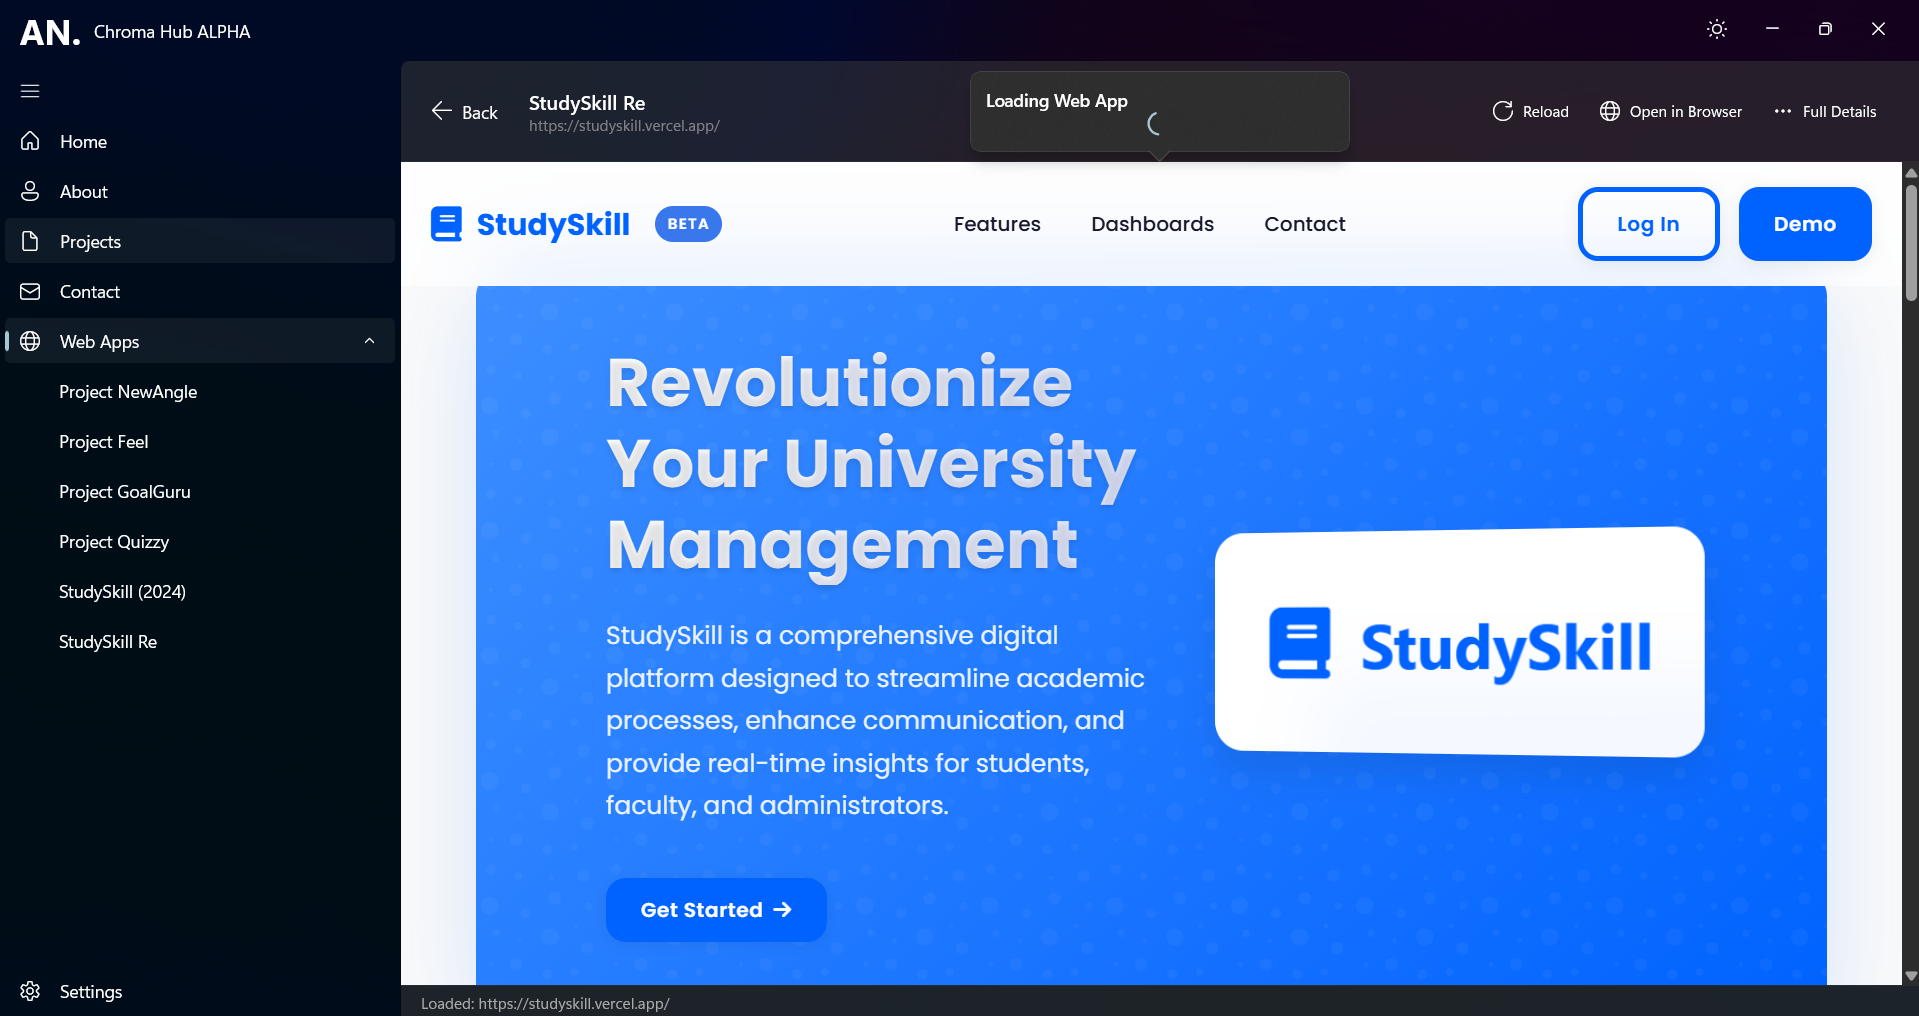 AN. Chroma Hub ALPHA
Home
About
Projects
Contact
Web Apps
Project NewAngle
Project Feel
Project GoalGuru
Project Quizzy
StudySkill (2024)
StudySkill Re
Settings
Back
StudySkill Re
https://studyskill.vercel.app/
Loading Web App
Reload
Open in Browser
Full Details
StudySkill BETA
Features
Dashboards
Contact
Log In
Demo
Revolutionize
Your University
Management
StudySkill is a comprehensive digital
platform designed to streamline academic
processes, enhance communication, and
provide real-time insights for students,
faculty, and administrators.
Get Started →
StudySkill
Loaded: https://studyskill.vercel.app/